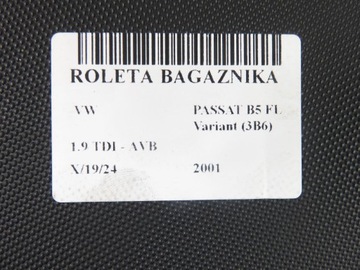 ROLETA BAGAZNIKA
VW PASSAT B5 FL
Variant (3B6)
1.9 TDI - AVB
X/19/24 2001